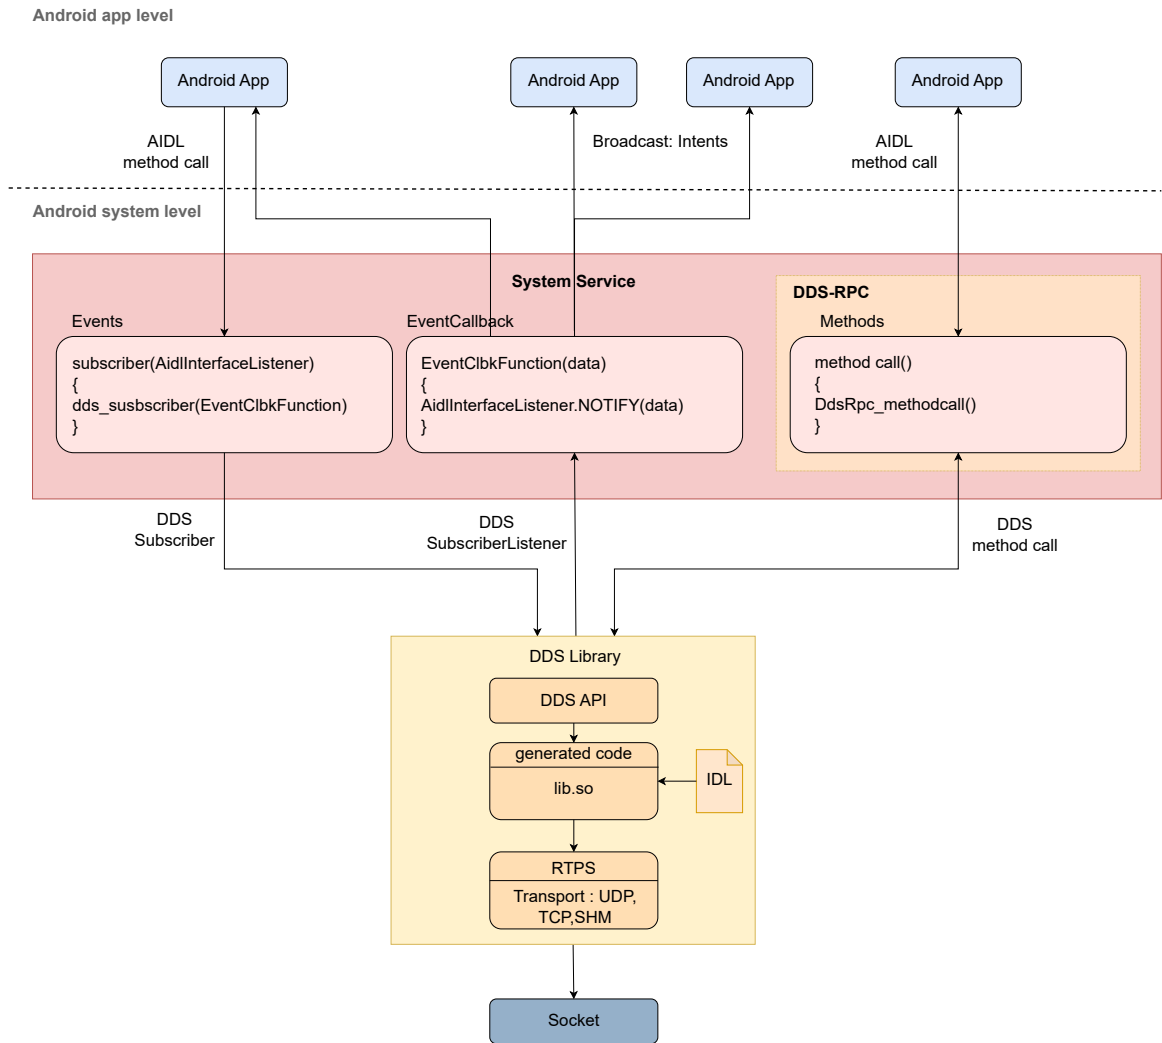 Android app level
Android App
Android App
Android App
Android App
AIDL
method call
Broadcast: Intents
AIDL
method call
Android system level
System Service
DDS-RPC
Events
EventCallback
Methods
subscriber(AidlInterfaceListener)
{
dds_susbscriber(EventClbkFunction)
}
EventClbkFunction(data)
{
AidlInterfaceListener.NOTIFY(data)
}
method call()
{
DdsRpc_methodcall()
}
DDS
Subscriber
DDS
SubscriberListener
DDS
method call
DDS Library
DDS API
generated code
lib.so
IDL
RTPS
Transport : UDP,
TCP,SHM
Socket